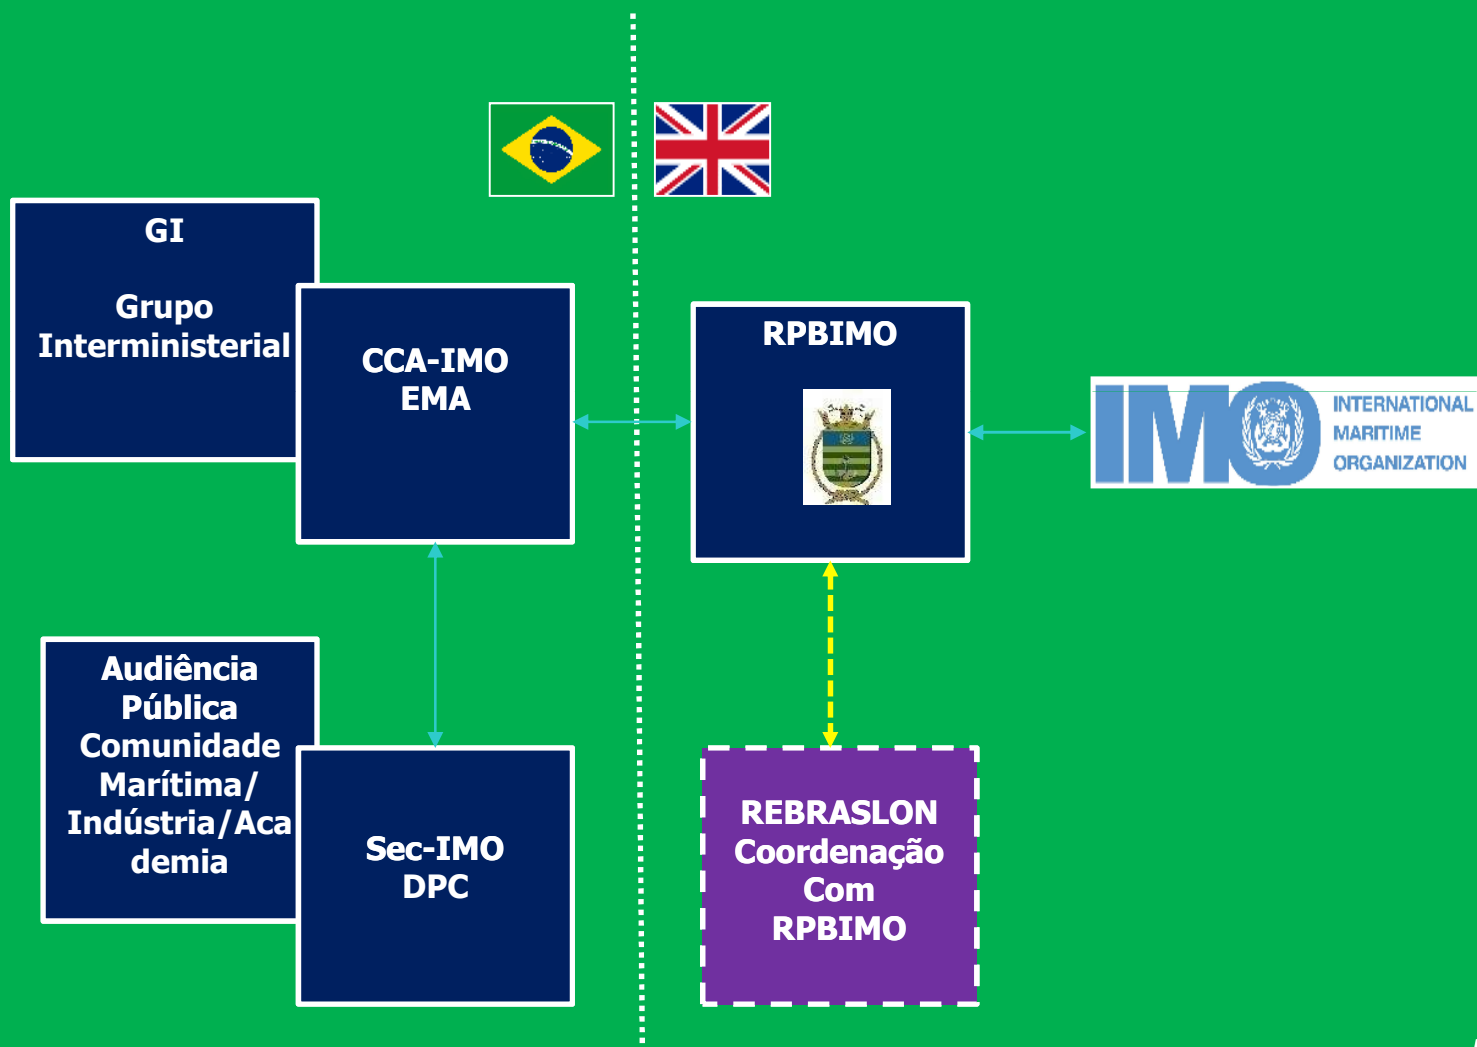 GI
Grupo
Interministerial
CCA-IMO
EMA
RPBIMO
IMO
INTERNATIONAL
MARITIME
ORGANIZATION
Audiência
Pública
Comunidade
Marítima/
Indústria/Aca
demia
Sec-IMO
DPC
REBRASLON
Coordenação
Com
RPBIMO